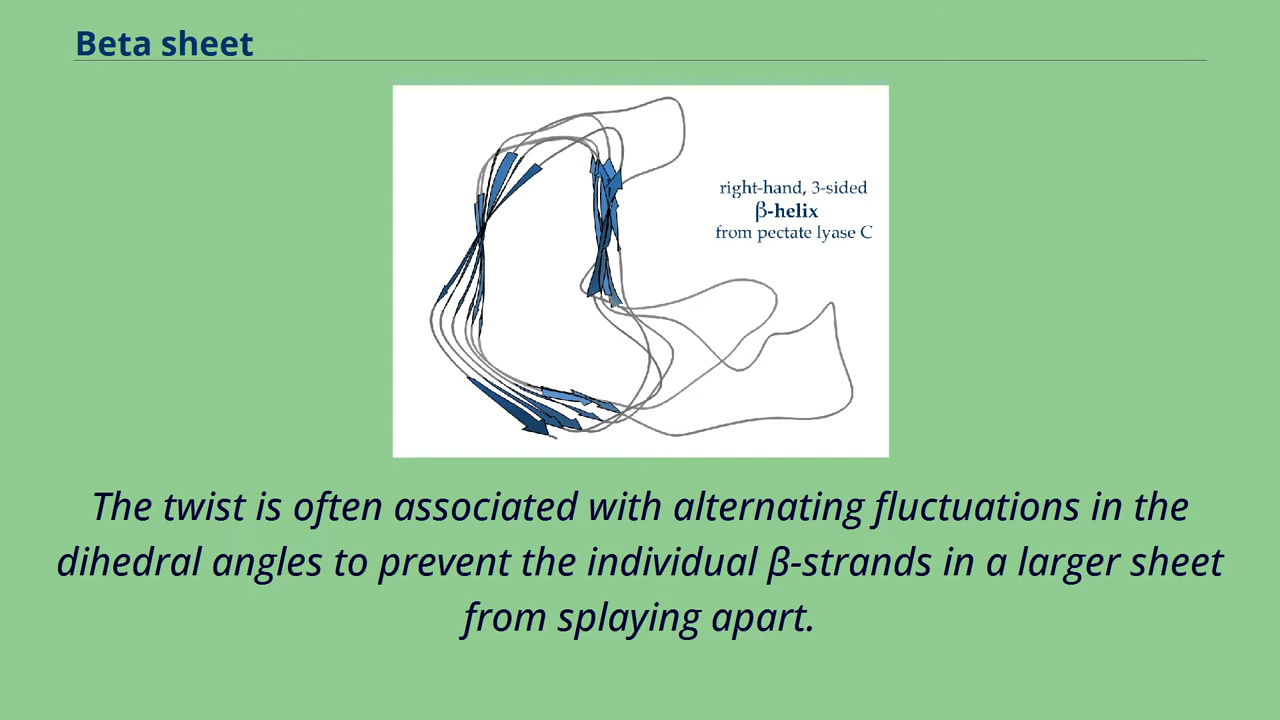 Beta sheet
right-hand, 3-sided
β-helix
from pectate lyase C
The twist is often associated with alternating fluctuations in the
dihedral angles to prevent the individual β-strands in a larger sheet
from splaying apart.